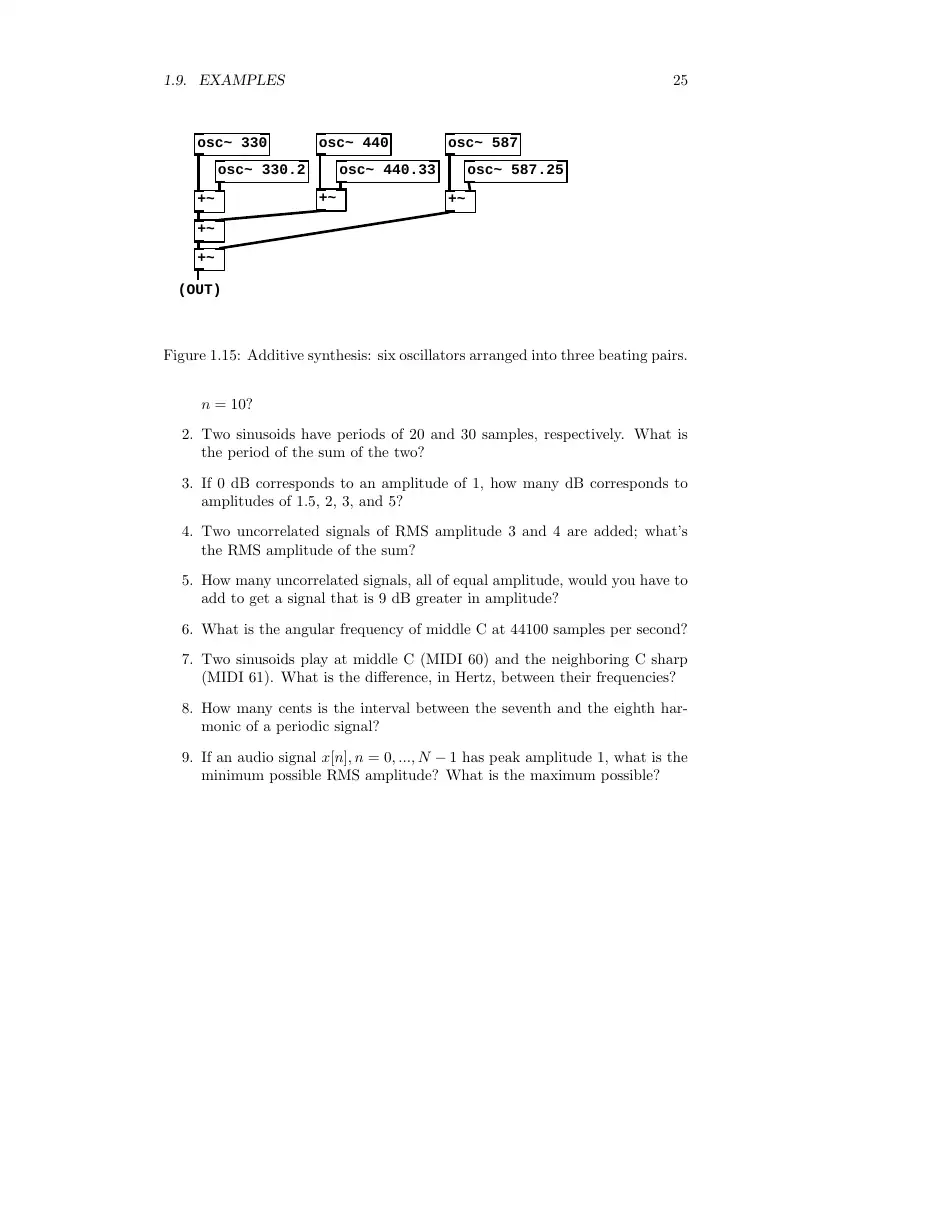 1.9. EXAMPLES 25
osc~ 330 osc~ 440 osc~ 587
osc~ 330.2 osc~ 440.33 osc~ 587.25
+~ +~ +~
+~
+~
(OUT)
Figure 1.15: Additive synthesis: six oscillators arranged into three beating pairs.
n = 10?
2. Two sinusoids have periods of 20 and 30 samples, respectively. What is
the period of the sum of the two?
3. If 0 dB corresponds to an amplitude of 1, how many dB corresponds to
amplitudes of 1.5, 2, 3, and 5?
4. Two uncorrelated signals of RMS amplitude 3 and 4 are added; what's
the RMS amplitude of the sum?
5. How many uncorrelated signals, all of equal amplitude, would you have to
add to get a signal that is 9 dB greater in amplitude?
6. What is the angular frequency of middle C at 44100 samples per second?
7. Two sinusoids play at middle C (MIDI 60) and the neighboring C sharp
(MIDI 61). What is the difference, in Hertz, between their frequencies?
8. How many cents is the interval between the seventh and the eighth har-
monic of a periodic signal?
9. If an audio signal x[n], n = 0, ..., N − 1 has peak amplitude 1, what is the
minimum possible RMS amplitude? What is the maximum possible?